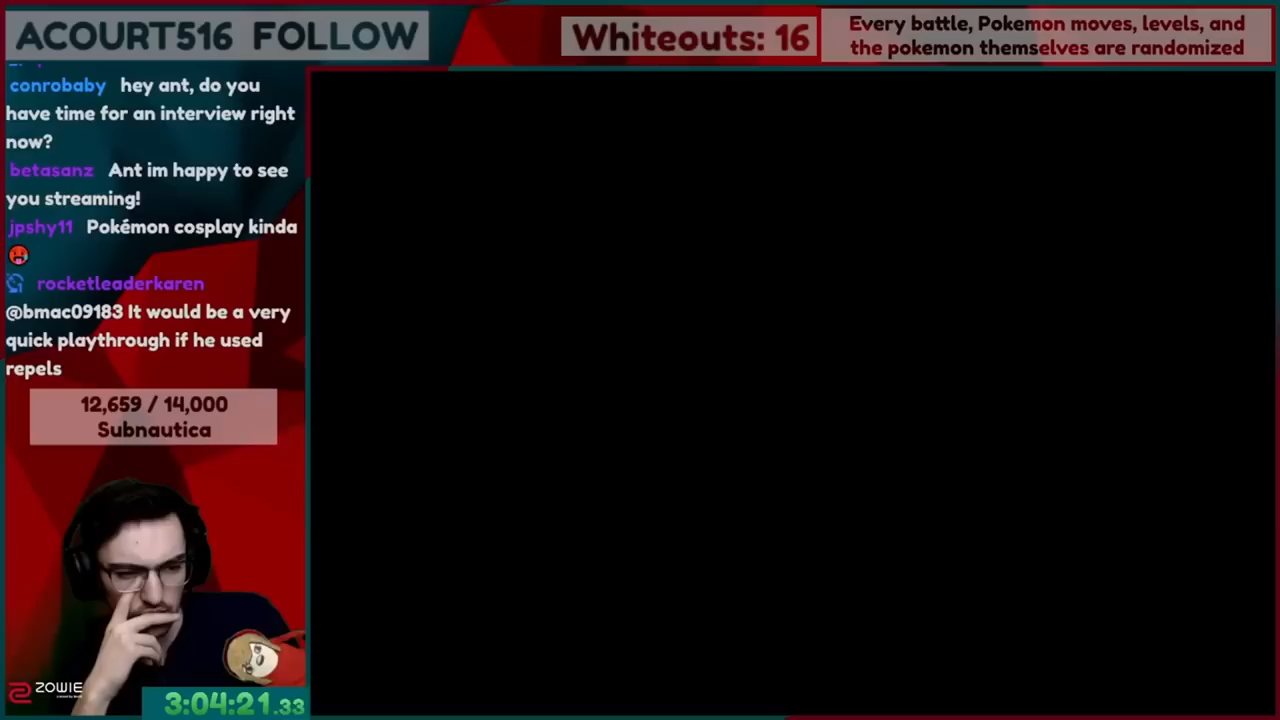 ACOURT516 FOLLOW
Whiteouts: 16
Every battle, Pokemon moves, levels, and
the pokemon themselves are randomized
conrobaby hey ant, do you
have time for an interview right
now?
betasanz Ant im happy to see
you streaming!
jpshy11 Pokémon cosplay kinda
rocketleaderkaren
@bmac09183 It would be a very
quick playthrough if he used
repels
12,659 / 14,000
Subnautica
ZOWIE
3:04:21.33